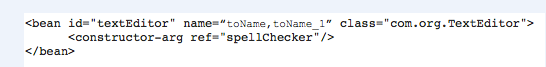 <bean id="textEditor" name=“toName,toName_1” class="com.org.TextEditor">
<constructor-arg ref="spellChecker"/>
</bean>